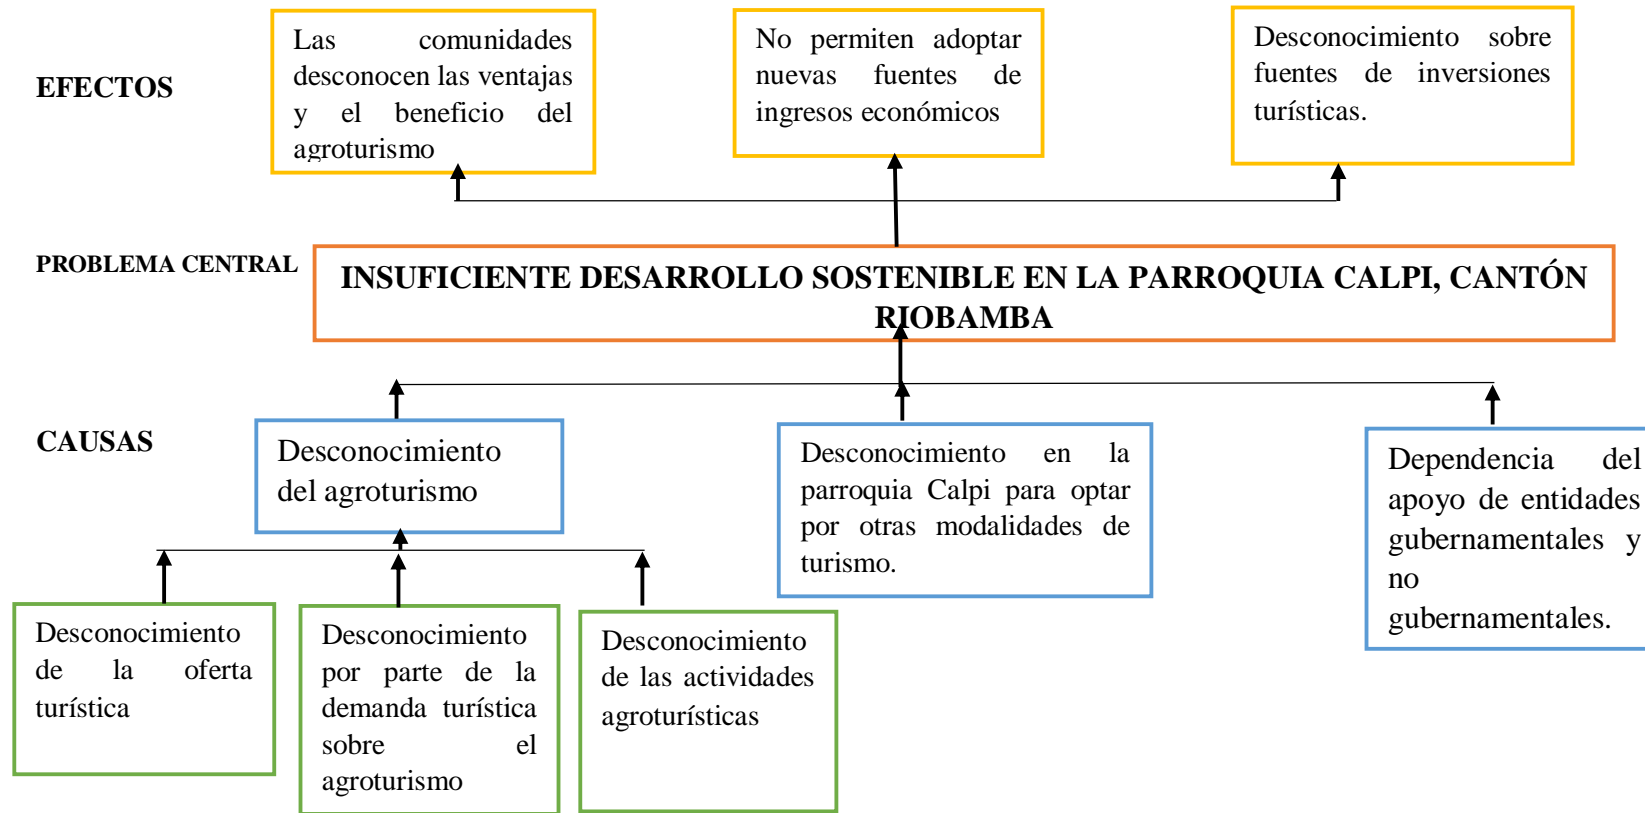 EFECTOS
Las comunidades
desconocen las ventajas
y el beneficio del
agroturismo
No permiten adoptar
nuevas fuentes de
ingresos económicos
Desconocimiento sobre
fuentes de inversiones
turísticas.
PROBLEMA CENTRAL
INSUFICIENTE DESARROLLO SOSTENIBLE EN LA PARROQUIA CALPI, CANTÓN
RIOBAMBA
CAUSAS
Desconocimiento
del agroturismo
Desconocimiento en la
parroquia Calpi para optar
por otras modalidades de
turismo.
Dependencia del
apoyo de entidades
gubernamentales y
no
gubernamentales.
Desconocimiento
de la oferta
turística
Desconocimiento
por parte de la
demanda turística
sobre el
agroturismo
Desconocimiento
de las actividades
agroturísticas